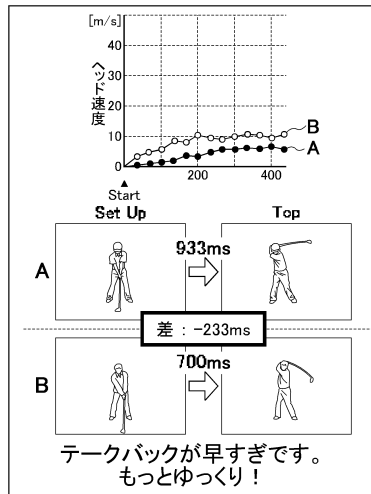 [m/s]
50
40
30
20
10
0
ヘッド速度
200
400
B
A
▲
Start
Set Up
Top
A
933ms
差：-233ms
B
700ms
テークバックが早すぎです。
もっとゆっくり！